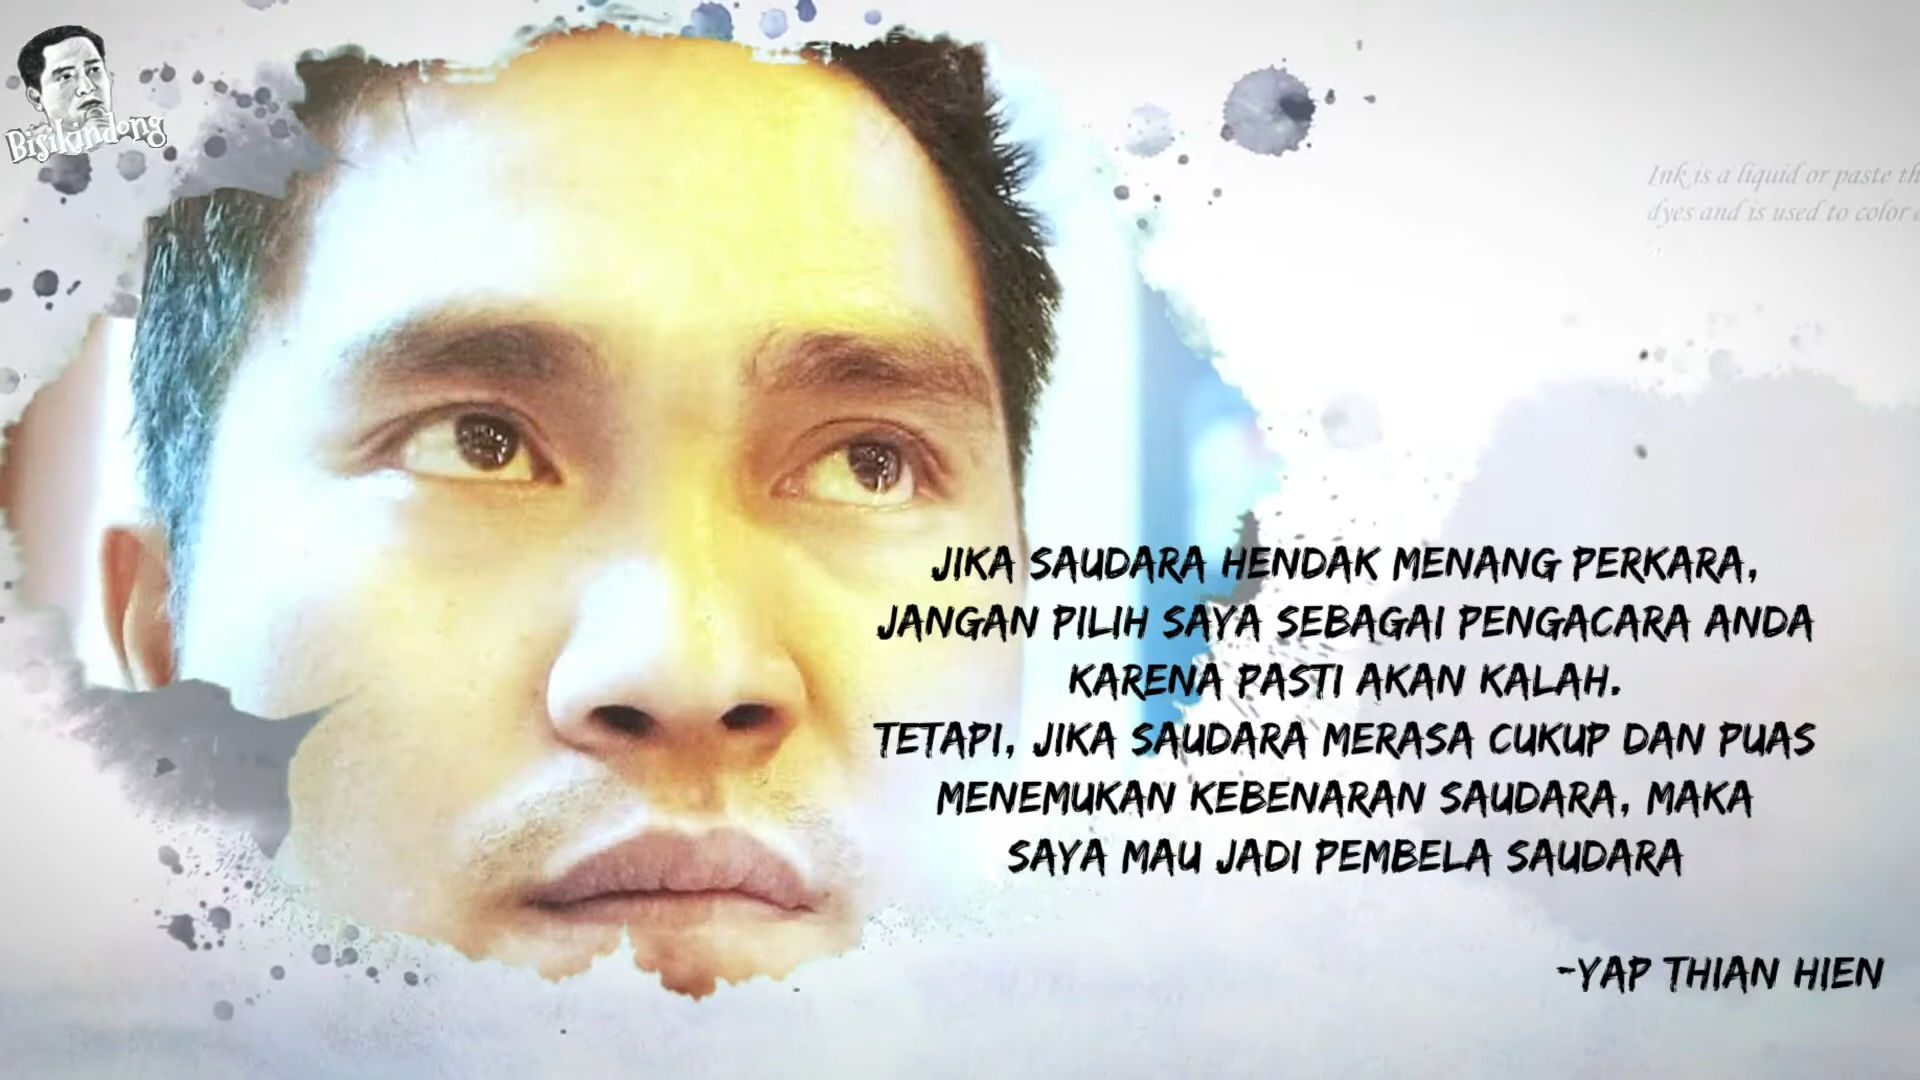 Bisikindong
Ink is a liquid or paste th
dyes and is used to color
JIKA SAUDARA HENDAK MENANG PERKARA,
JANGAN PILIH SAYA SEBAGAI PENGACARA ANDA
KARENA PASTI AKAN KALAH.
TETAPI, JIKA SAUDARA MERASA CUKUP DAN PUAS
MENEMUKAN KEBENARAN SAUDARA, MAKA
SAYA MAU JADI PEMBELA SAUDARA
-YAP THIAN HIEN